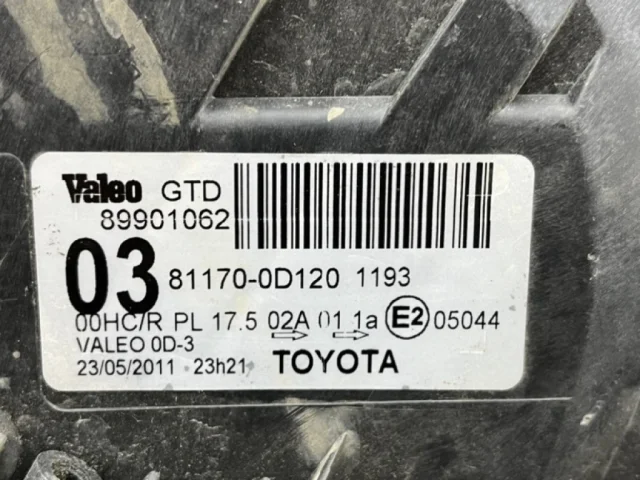 Valeo GTD
89901062
03 81170-0D120 1193
00HC/R PL 17.5 02A 01 1a E2 05044
VALEO 0D-3
23/05/2011 23h21 TOYOTA